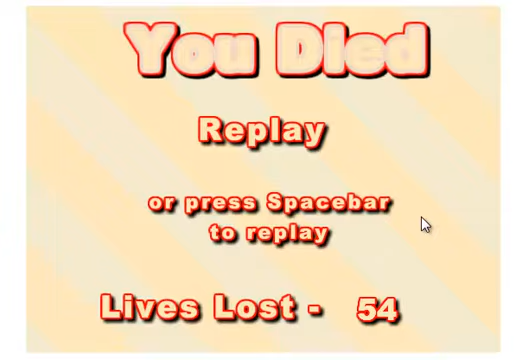 You Died
Replay
or press Spacebar
to replay
Lives Lost - 54